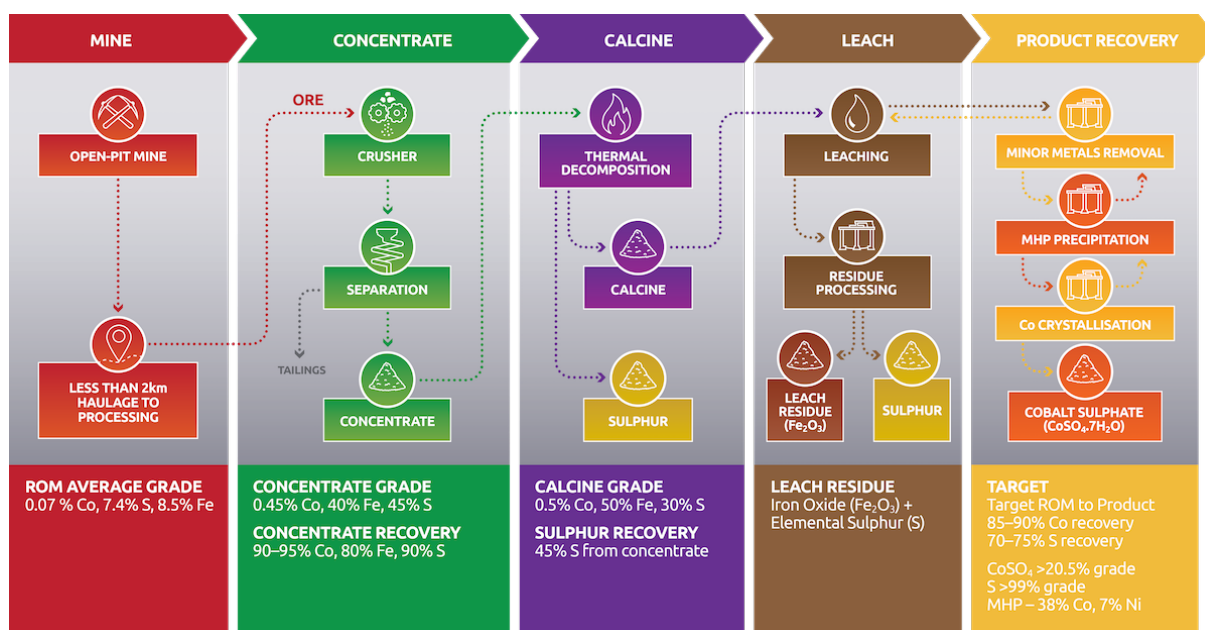 MINE
CONCENTRATE
CALCINE
LEACH
PRODUCT RECOVERY
OPEN-PIT MINE
LESS THAN 2km
HAULAGE TO
PROCESSING
ORE
CRUSHER
SEPARATION
TAILINGS
CONCENTRATE
THERMAL
DECOMPOSITION
CALCINE
SULPHUR
LEACHING
RESIDUE
PROCESSING
LEACH
RESIDUE
(Fe₂O₃)
SULPHUR
MINOR METALS REMOVAL
MHP PRECIPITATION
Co CRYSTALLISATION
COBALT SULPHATE
(CoSO₄.7H₂O)
ROM AVERAGE GRADE
0.07 % Co, 7.4% S, 8.5% Fe
CONCENTRATE GRADE
0.45% Co, 40% Fe, 45% S
CONCENTRATE RECOVERY
90–95% Co, 80% Fe, 90% S
CALCINE GRADE
0.5% Co, 50% Fe, 30% S
SULPHUR RECOVERY
45% S from concentrate
LEACH RESIDUE
Iron Oxide (Fe₂O₃) +
Elemental Sulphur (S)
TARGET
Target ROM to Product
85–90% Co recovery
70–75% S recovery
CoSO₄ >20.5% grade
S >99% grade
MHP – 38% Co, 7% Ni